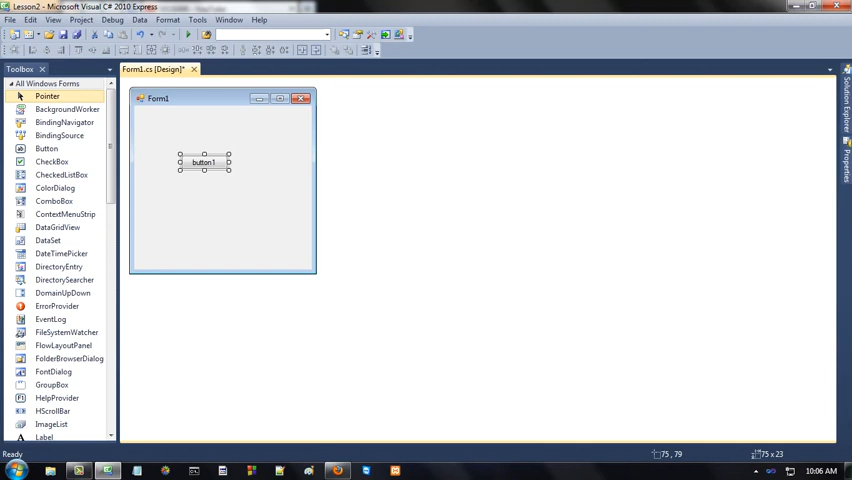 Lesson2 - Microsoft Visual C# 2010 Express
File Edit View Project Debug Data Format Tools Window Help
Toolbox
Form1.cs [Design]*
All Windows Forms
Pointer
BackgroundWorker
BindingNavigator
BindingSource
Button
CheckBox
CheckedListBox
ColorDialog
ComboBox
ContextMenuStrip
DataGridView
DataSet
DateTimePicker
DirectoryEntry
DirectorySearcher
DomainUpDown
ErrorProvider
EventLog
FileSystemWatcher
FlowLayoutPanel
FolderBrowserDialog
FontDialog
GroupBox
HelpProvider
HScrollBar
ImageList
A Label
Form1
button1
Solution Explorer
Properties
Ready
75 , 79
75 x 23
10:06 AM